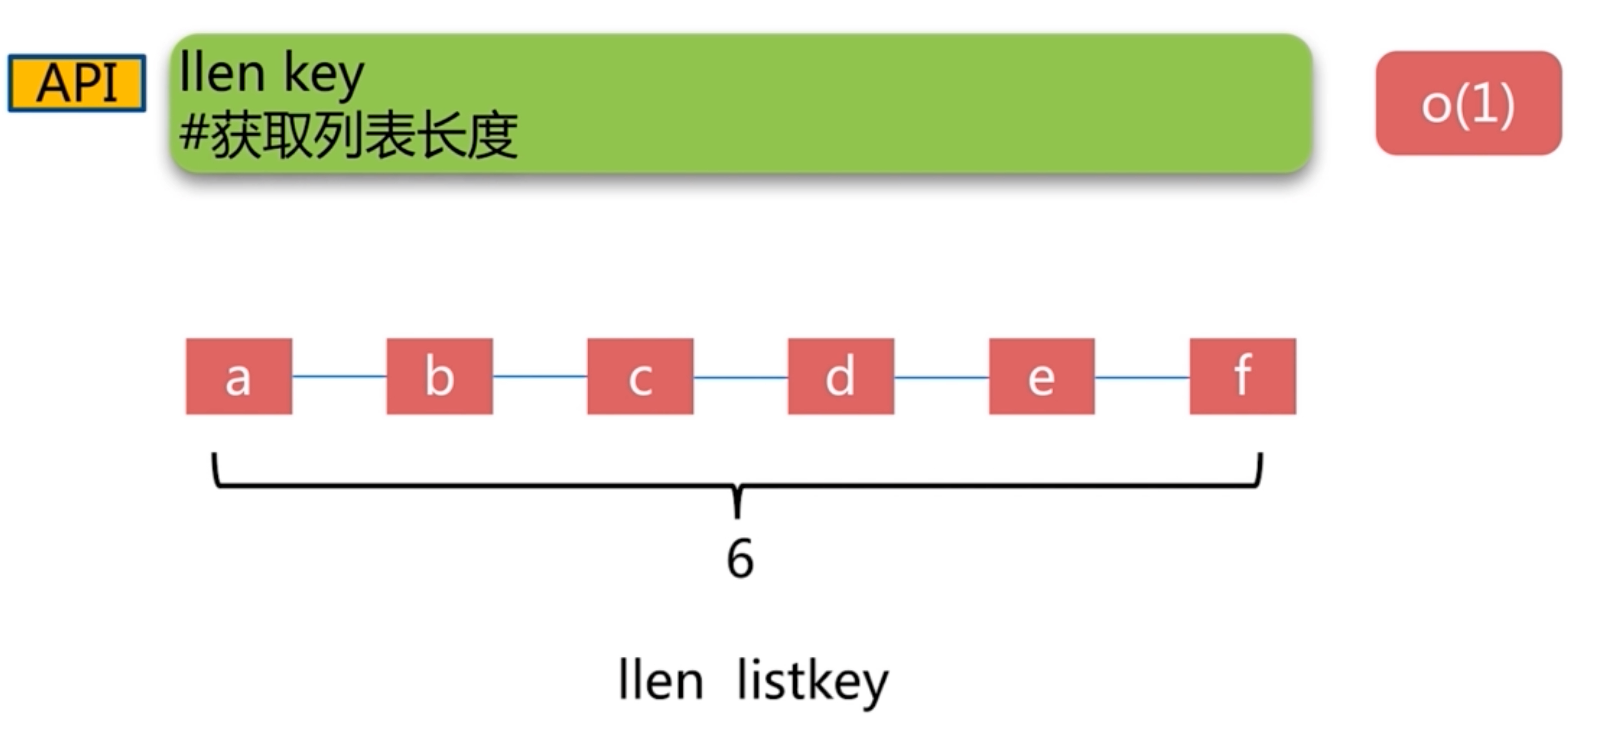 API
llen key
#获取列表长度
o(1)
a b c d e f
6
llen listkey